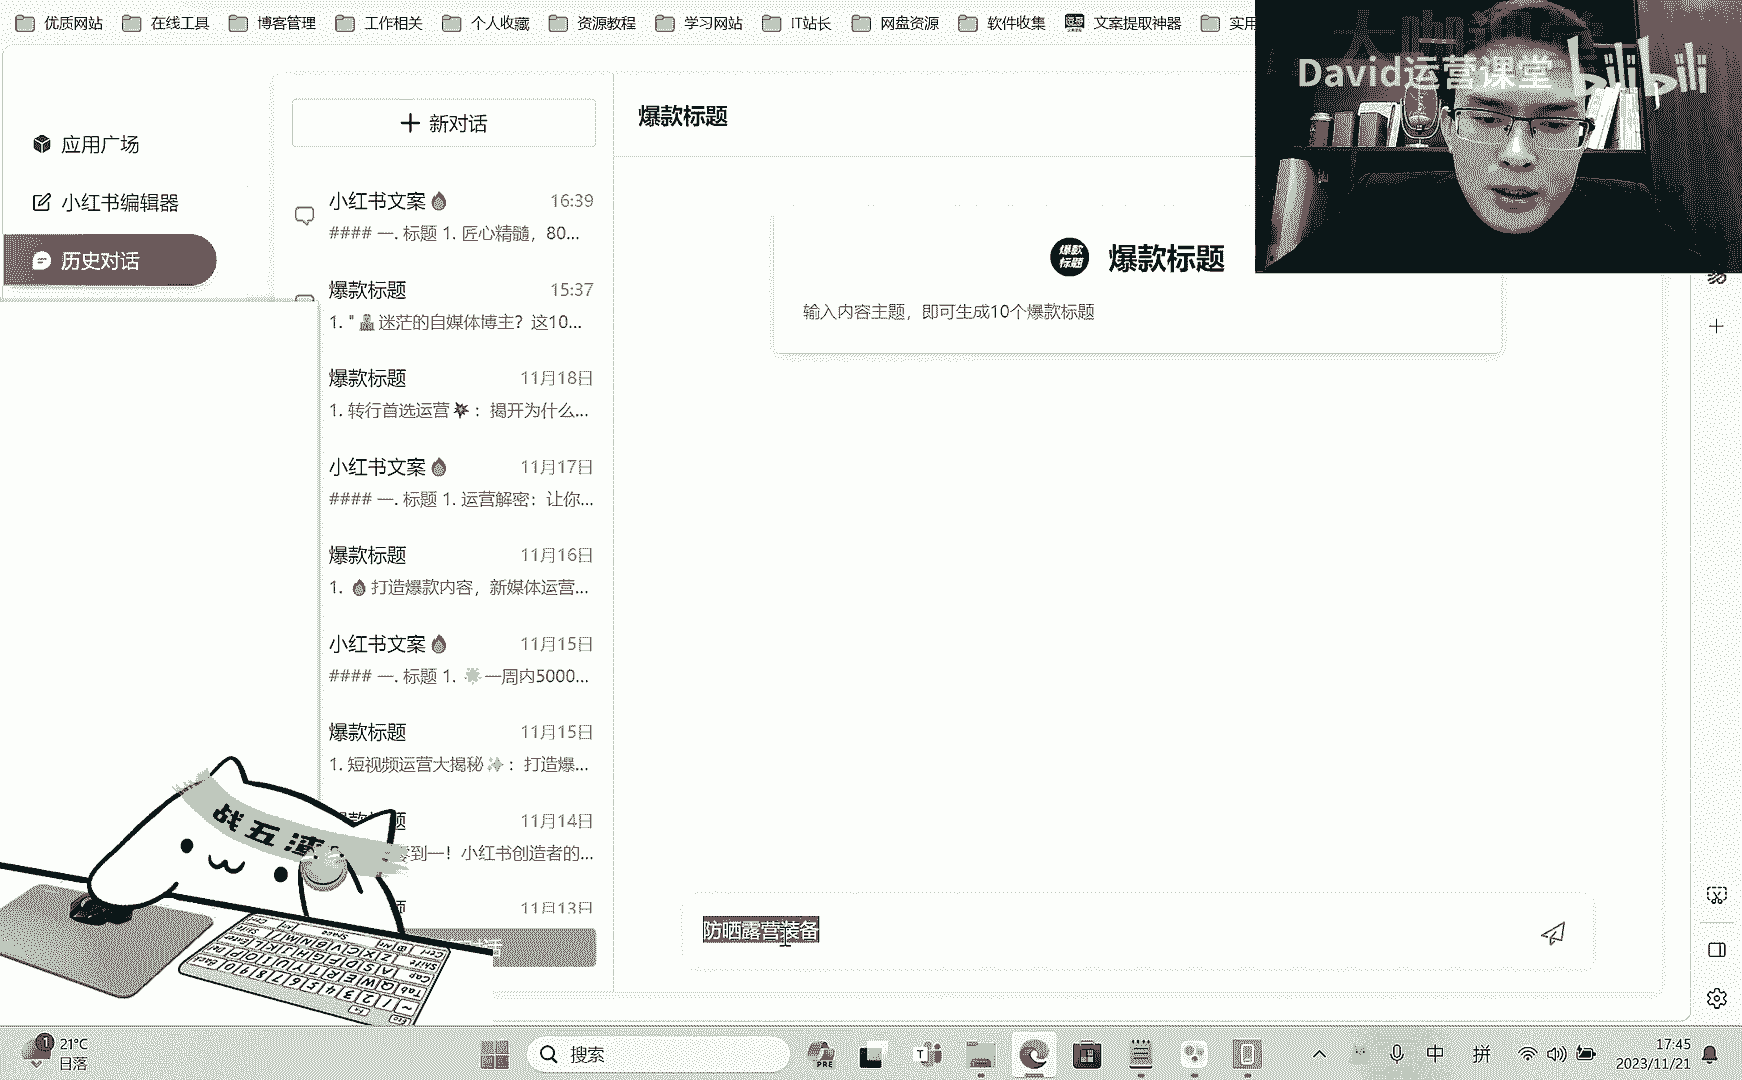 优质网站
在线工具
博客管理
工作相关
个人收藏
资源教程
学习网站
IT站长
网盘资源
软件收集
文案提取神器
实用
David运营课堂
bilibili
应用广场
小红书编辑器
历史对话
新对话
小红书文案 16:39
#### 一. 标题 1. 匠心精髓，80...
爆款标题 15:37
1. "迷茫的自媒体博主？这10...
爆款标题 11月18日
1. 转行首选运营：揭开为什么...
小红书文案 11月17日
#### 一. 标题 1. 运营解密：让你...
爆款标题 11月16日
1. 打造爆款内容，新媒体运营...
小红书文案 11月15日
#### 一. 标题 1. 一周内5000...
爆款标题 11月15日
1. 短视频运营大揭秘：打造爆...
题 11月14日
到一！小红书创造者的...
11月13日
爆款标题
爆款标题
爆款标题
输入内容主题，即可生成10个爆款标题
防晒露营装备
战五渣
21°C
日落
搜索
中
拼
17:45
2023/11/21